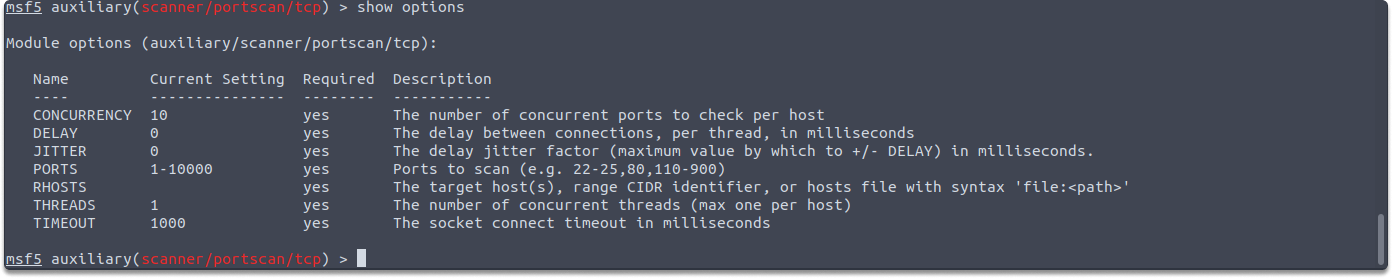 msf5 auxiliary(scanner/portscan/tcp) > show options
Module options (auxiliary/scanner/portscan/tcp):
Name Current Setting Required Description
---- --------------- -------- -----------
CONCURRENCY 10 yes The number of concurrent ports to check per host
DELAY 0 yes The delay between connections, per thread, in milliseconds
JITTER 0 yes The delay jitter factor (maximum value by which to +/- DELAY) in milliseconds.
PORTS 1-10000 yes Ports to scan (e.g. 22-25,80,110-900)
RHOSTS yes The target host(s), range CIDR identifier, or hosts file with syntax 'file:<path>'
THREADS 1 yes The number of concurrent threads (max one per host)
TIMEOUT 1000 yes The socket connect timeout in milliseconds
msf5 auxiliary(scanner/portscan/tcp) >